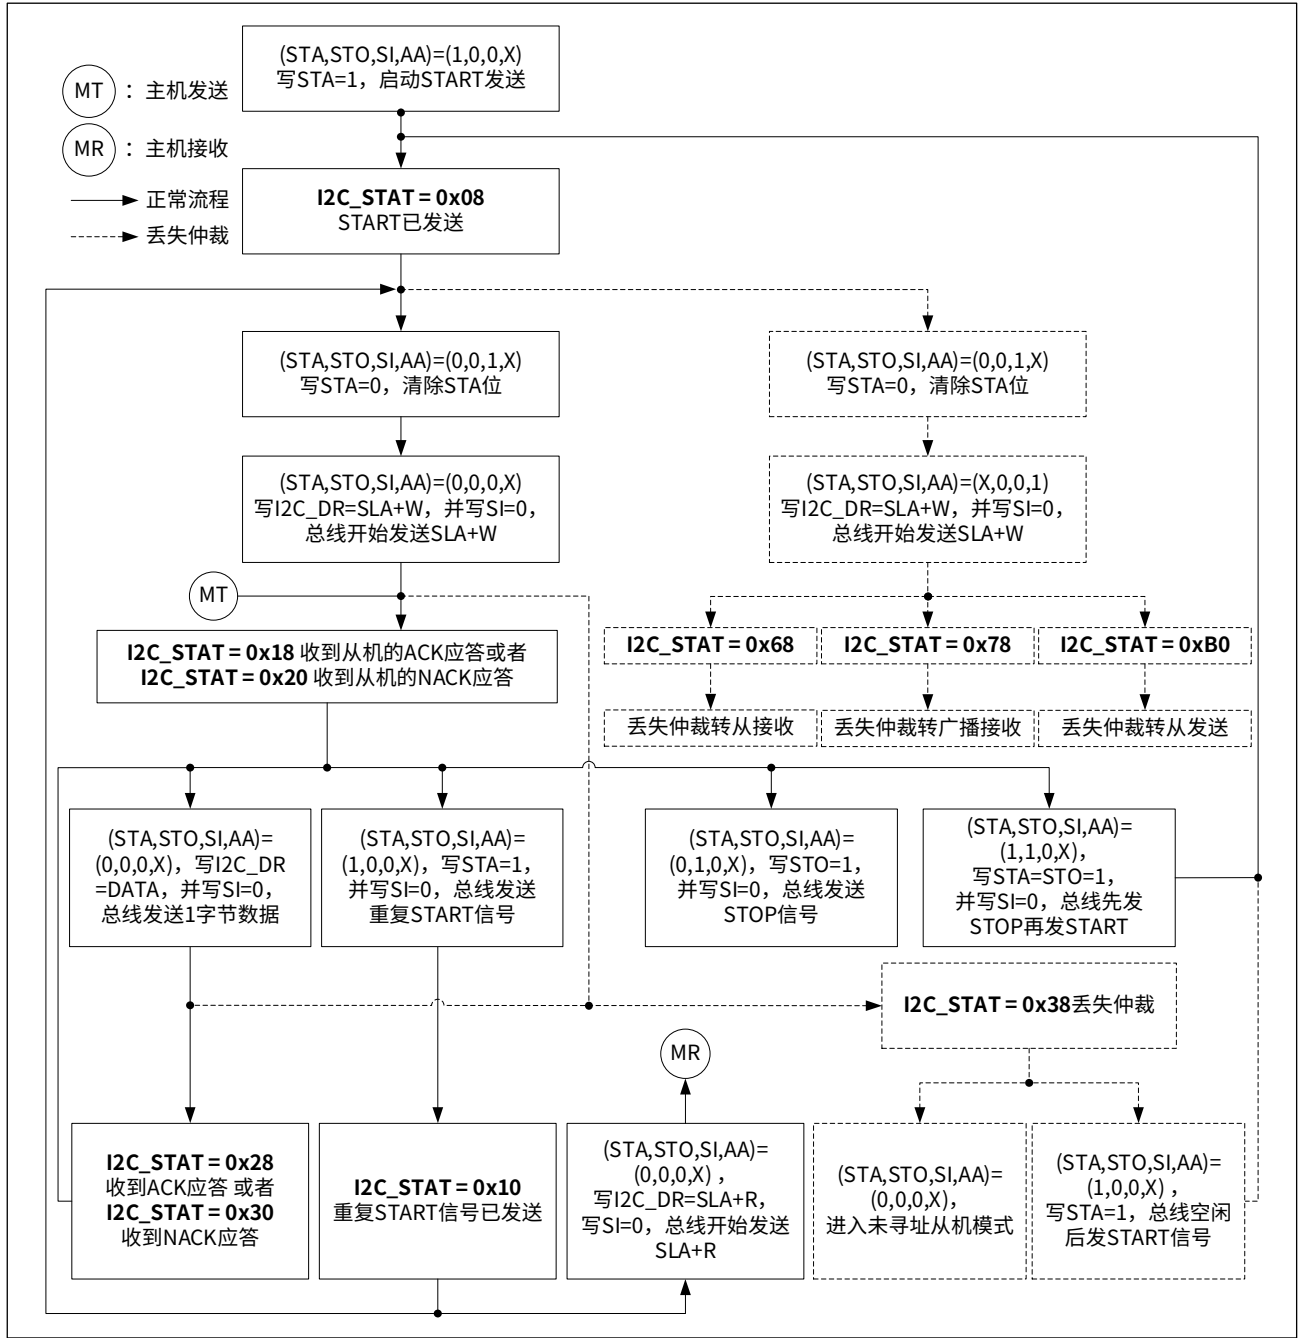 (STA,STO,SI,AA)=(1,0,0,X)
写STA=1，启动START发送
MT ：主机发送
MR ：主机接收
正常流程
丢失仲裁
I2C_STAT = 0x08
START已发送
(STA,STO,SI,AA)=(0,0,1,X)
写STA=0，清除STA位
(STA,STO,SI,AA)=(0,0,1,X)
写STA=0，清除STA位
(STA,STO,SI,AA)=(0,0,0,X)
写I2C_DR=SLA+W，并写SI=0，
总线开始发送SLA+W
(STA,STO,SI,AA)=(X,0,0,1)
写I2C_DR=SLA+W，并写SI=0，
总线开始发送SLA+W
MT
I2C_STAT = 0x18 收到从机的ACK应答或者
I2C_STAT = 0x20 收到从机的NACK应答
I2C_STAT = 0x68
I2C_STAT = 0x78
I2C_STAT = 0xB0
丢失仲裁转从接收
丢失仲裁转广播接收
丢失仲裁转从发送
(STA,STO,SI,AA)=
(0,0,0,X)，写I2C_DR
=DATA，并写SI=0，
总线发送1字节数据
(STA,STO,SI,AA)=
(1,0,0,X)，写STA=1，
并写SI=0，总线发送
重复START信号
(STA,STO,SI,AA)=
(0,1,0,X)，写STO=1，
并写SI=0，总线发送
STOP信号
(STA,STO,SI,AA)=
(1,1,0,X)，
写STA=STO=1，
并写SI=0，总线先发
STOP再发START
I2C_STAT = 0x38丢失仲裁
MR
I2C_STAT = 0x28
收到ACK应答 或者
I2C_STAT = 0x30
收到NACK应答
I2C_STAT = 0x10
重复START信号已发送
(STA,STO,SI,AA)=
(0,0,0,X)，
写I2C_DR=SLA+R，
写SI=0，总线开始发送
SLA+R
(STA,STO,SI,AA)=
(0,0,0,X)，
进入未寻址从机模式
(STA,STO,SI,AA)=
(1,0,0,X)，
写STA=1，总线空闲
后发START信号